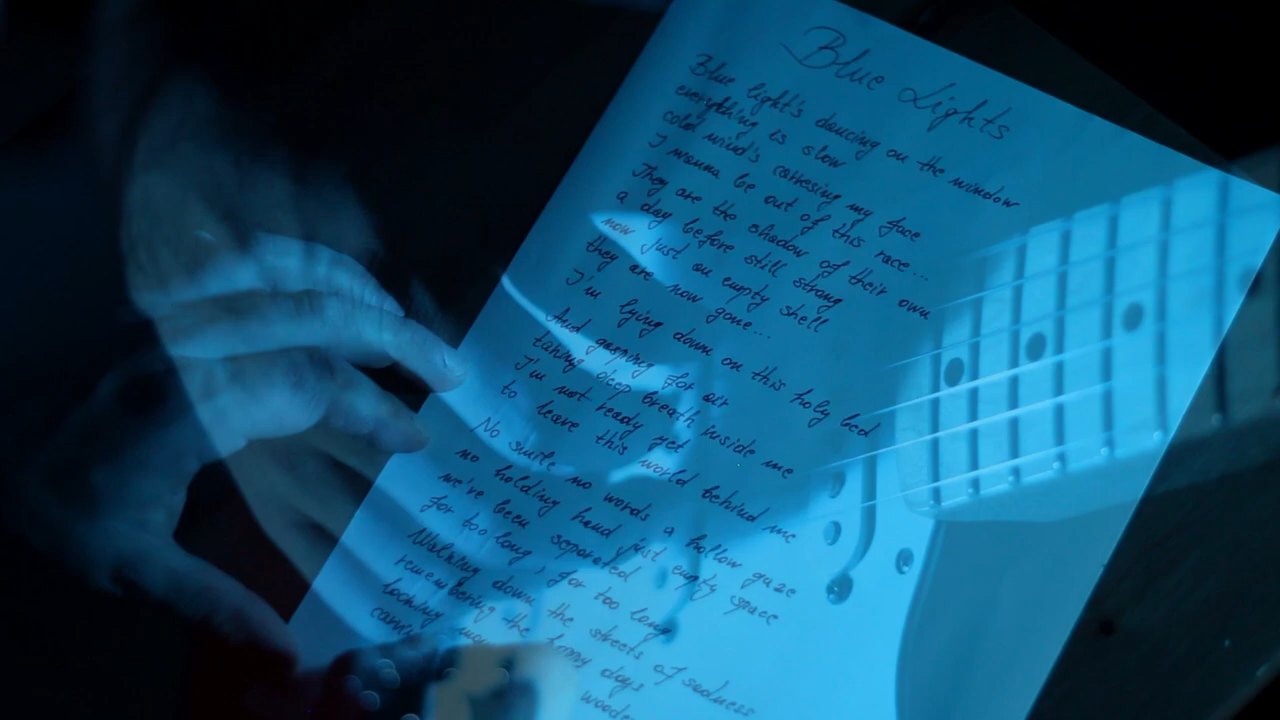 Blue Lights
Blue light's dancing on the window
everything is slow
cold wind's carresing my face
I wanna be out of this race...
They are the shadow of their own
a day before still strong
now just an empty shell
they are now gone...
I'm lying down on this holy bed
And gasping for air
taking deep breath inside me
I'm not ready yet
to leave this world behind me
No smile no words a hollow gaze
no holding hand just empty space
we've been separated
for too long, for too long
Walking down the streets of sadness
remembering the days
looking
wooden